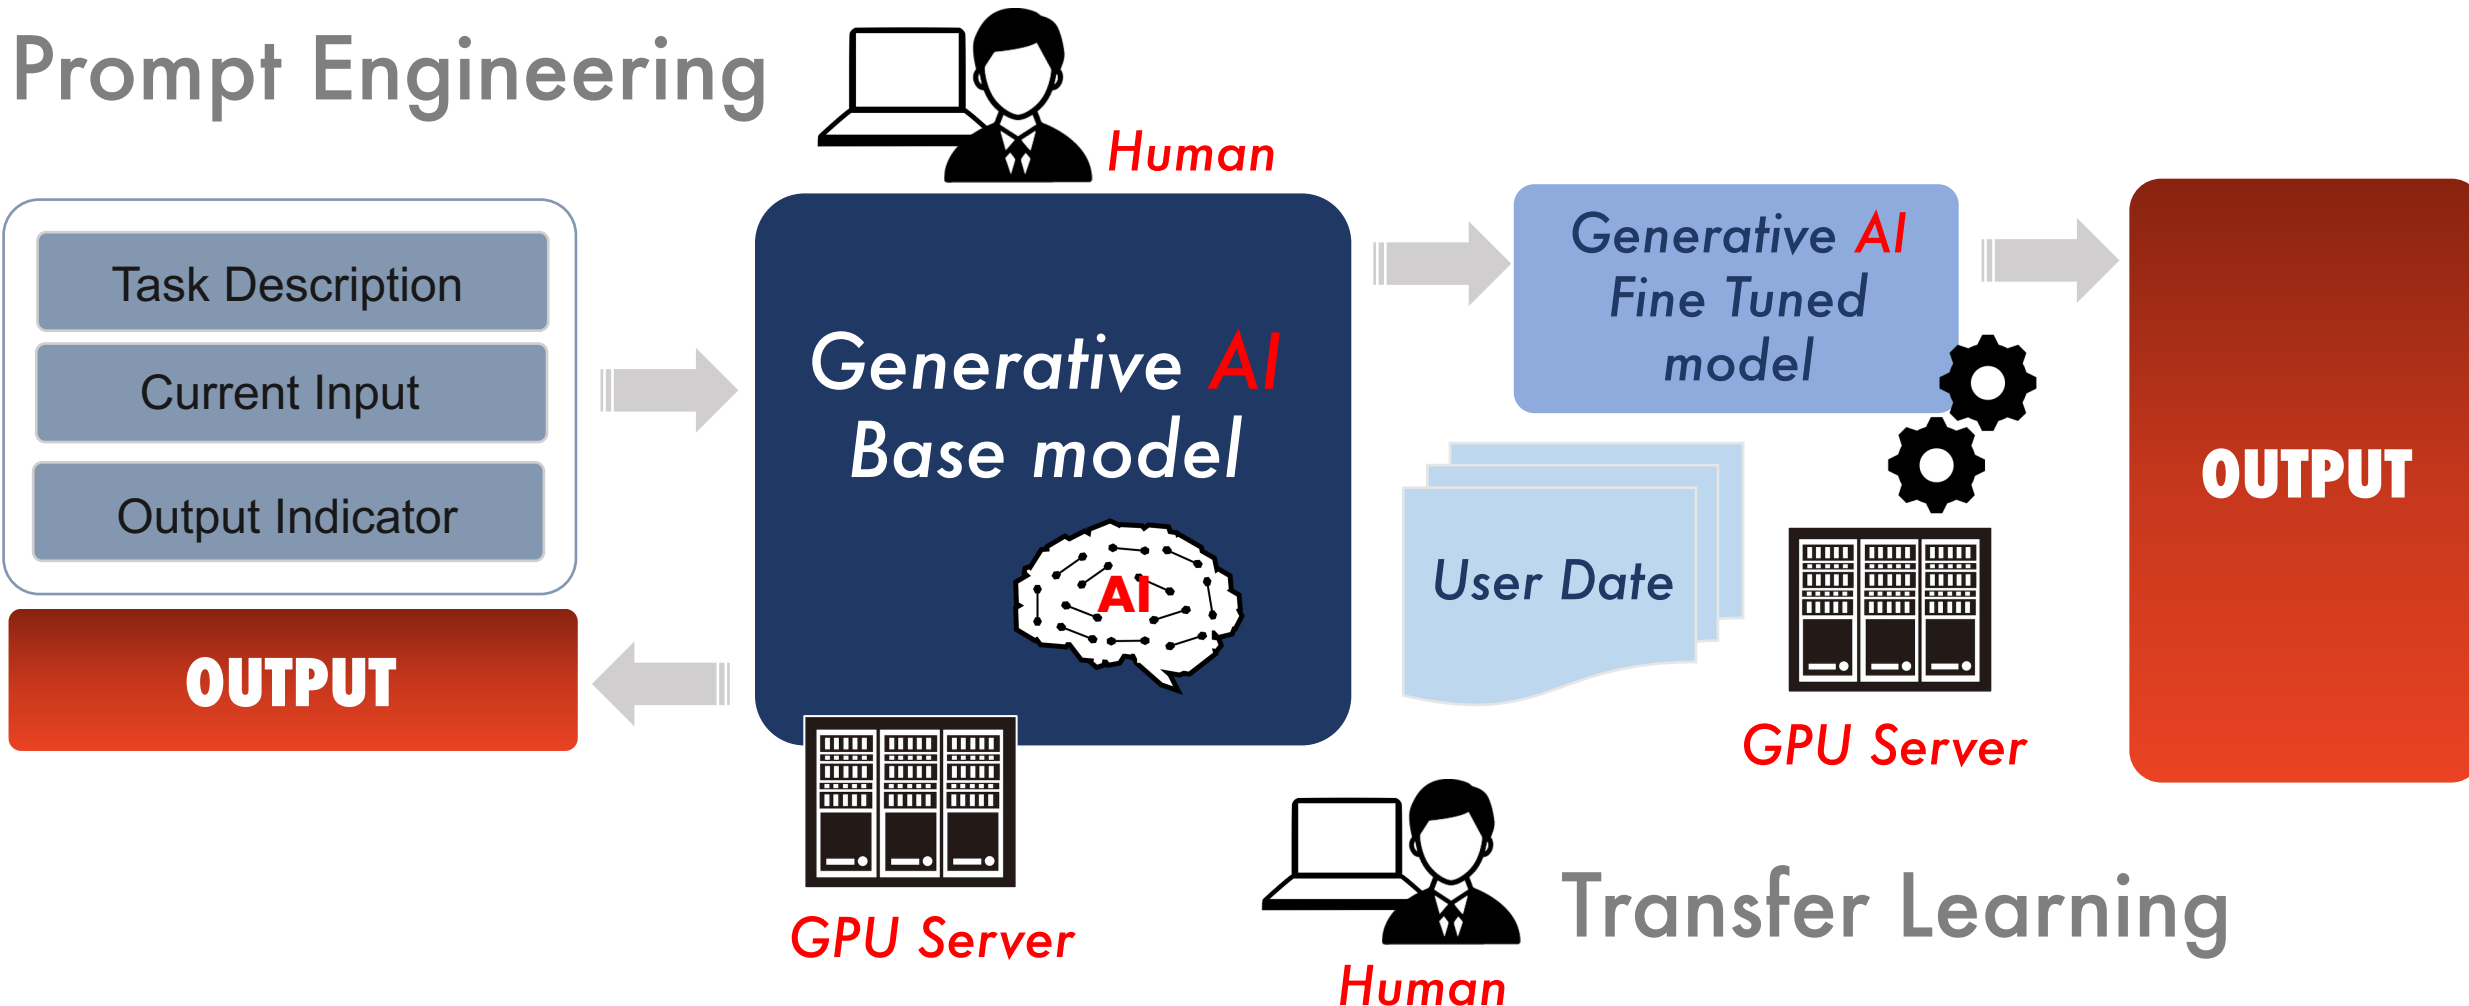 Prompt Engineering
Human
Task Description
Current Input
Output Indicator
OUTPUT
Generative AI
Base model
AI
GPU Server
Generative AI
Fine Tuned
model
User Date
GPU Server
OUTPUT
Human
Transfer Learning